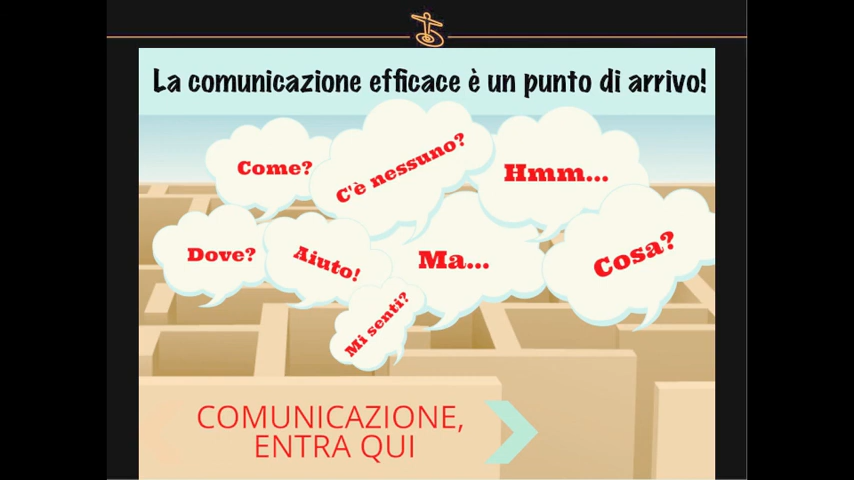 La comunicazione efficace è un punto di arrivo!
Come?
C'è nessuno?
Hmm...
Dove?
Aiuto!
Ma...
Cosa?
Mi senti?
COMUNICAZIONE,
ENTRA QUI